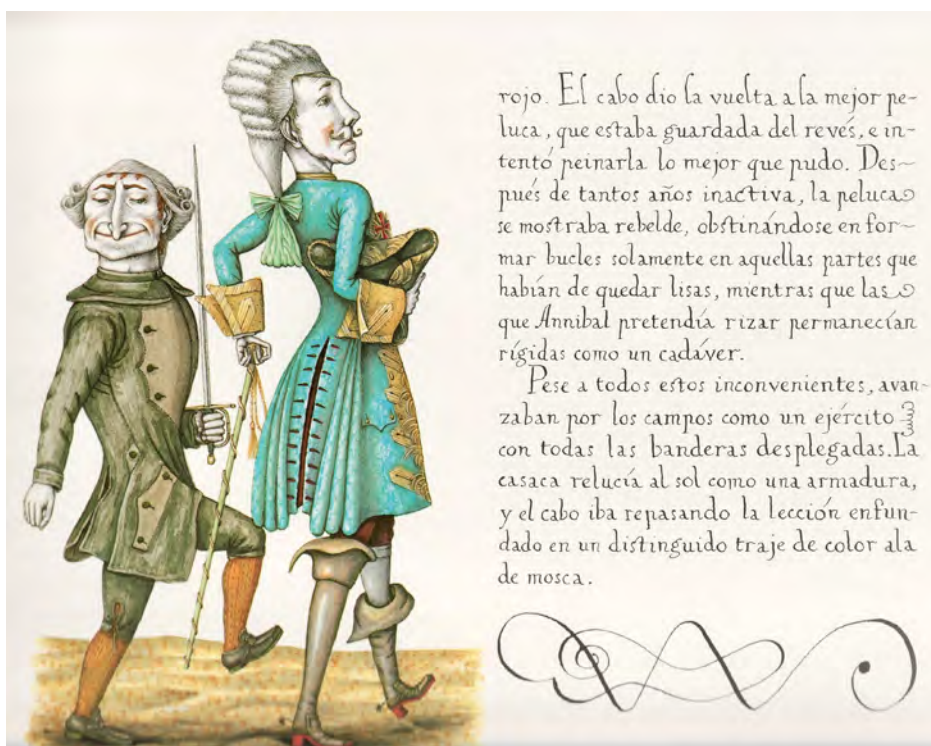 rojo. El cabo dio la vuelta a la mejor pe-
luca, que estaba guardada del revés, e in-
tentó peinarla lo mejor que pudo. Des-
pués de tantos años inactiva, la peluca
se mostraba rebelde, obstinándose en for-
mar bucles solamente en aquellas partes que
habían de quedar lisas, mientras que las
que Annibal pretendía rizar permanecían
rígidas como un cadáver.
Pese a todos estos inconvenientes, avan-
zaban por los campos como un ejército
con todas las banderas desplegadas. La
casaca relucía al sol como una armadura,
y el cabo iba repasando la lección enfun-
dado en un distinguido traje de color ala
de mosca.